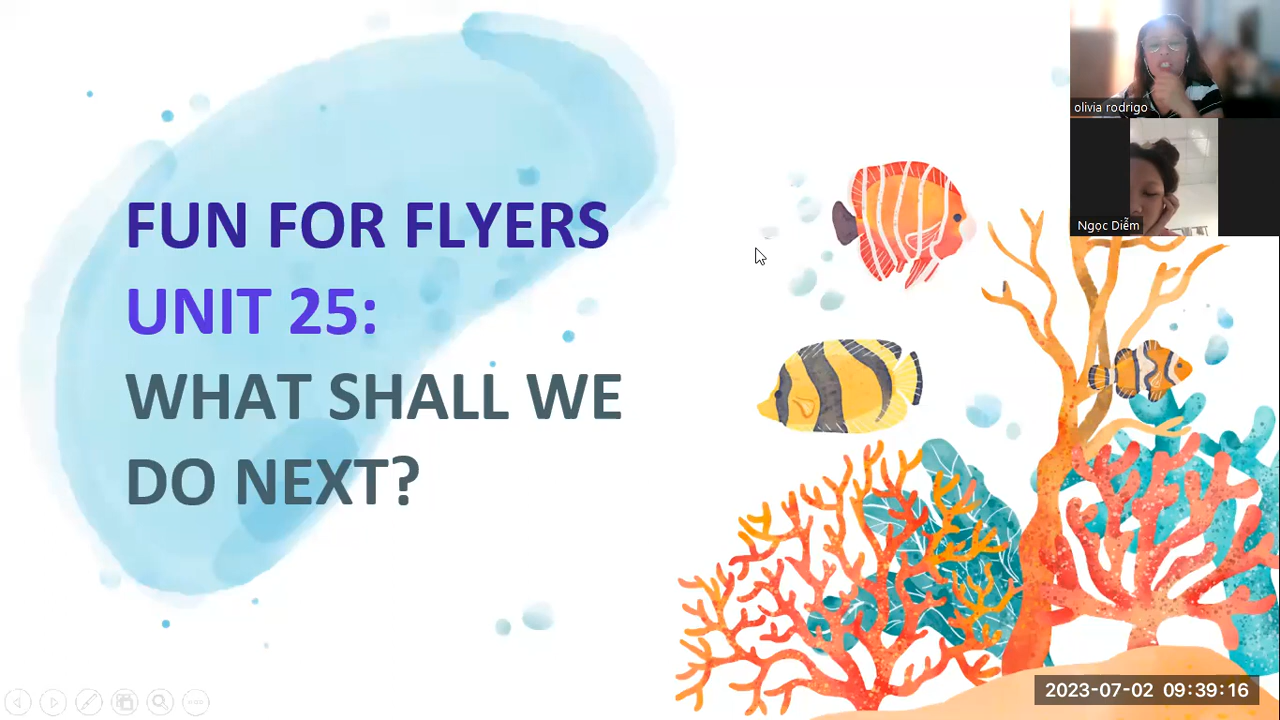 FUN FOR FLYERS
UNIT 25:
WHAT SHALL WE
DO NEXT?
olivia rodrigo
Ngọc Diễm
2023-07-02 09:39:16